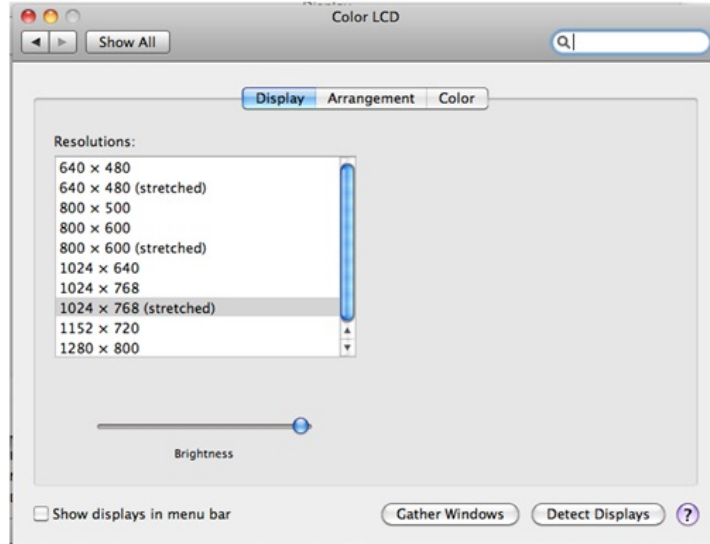 Color LCD
Show All
Display Arrangement Color
Resolutions:
640 × 480
640 × 480 (stretched)
800 × 500
800 × 600
800 × 600 (stretched)
1024 × 640
1024 × 768
1024 × 768 (stretched)
1152 × 720
1280 × 800
Brightness
Show displays in menu bar Gather Windows Detect Displays ?